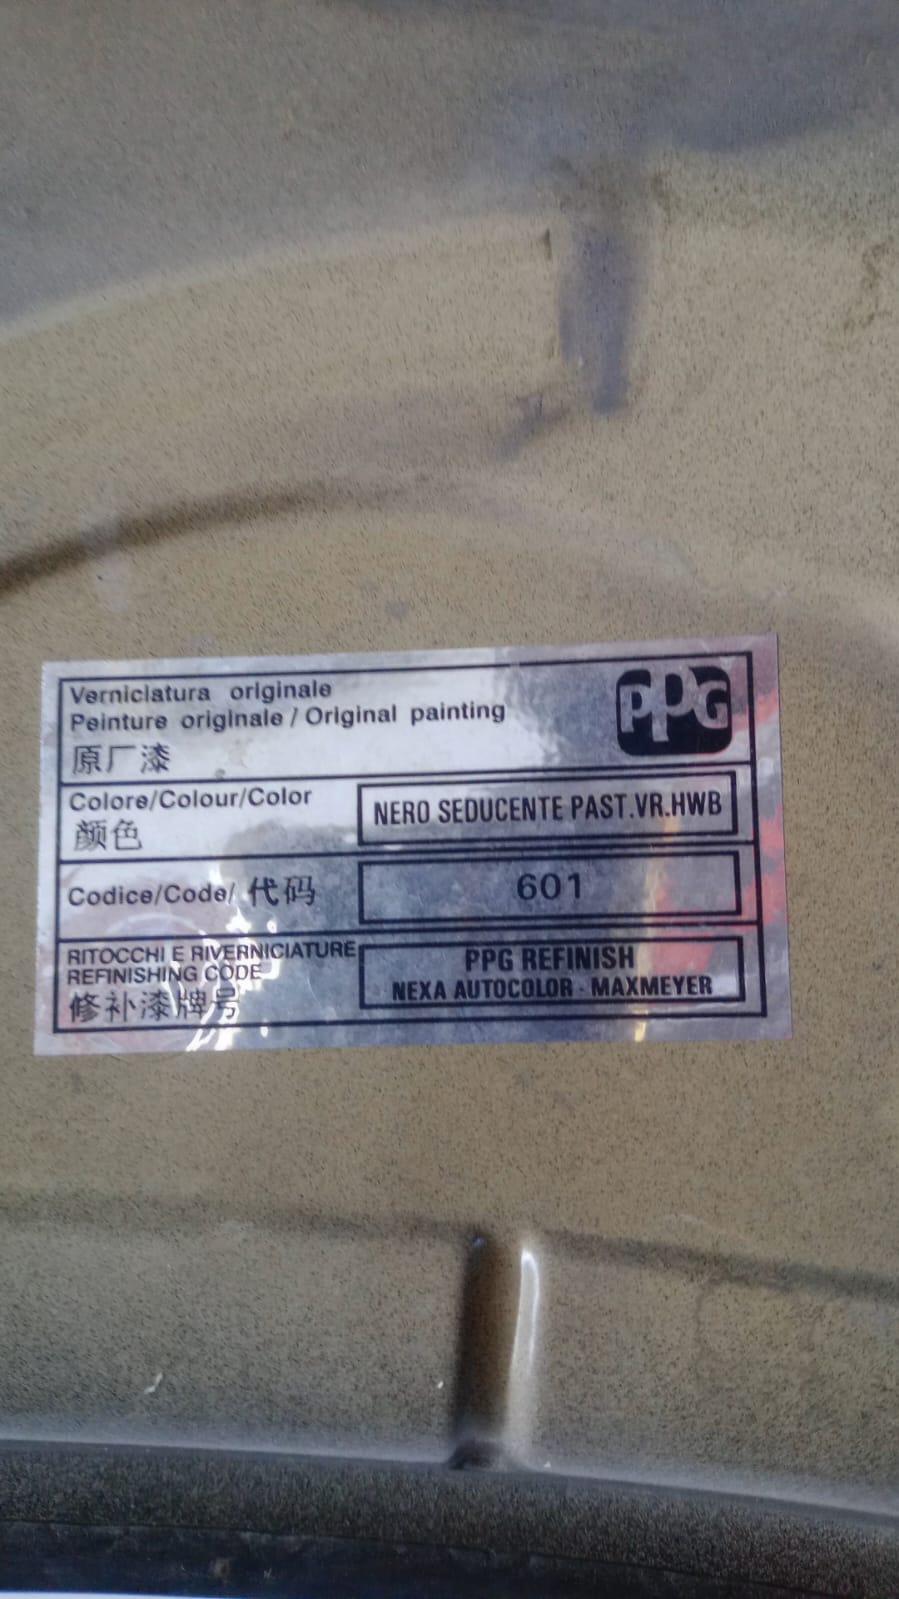 Verniciatura originale
Peinture originale / Original painting
原厂漆
PPG
Colore/Colour/Color
颜色
NERO SEDUCENTE PAST.VR.HWB
Codice/Code/ 代码
601
RITOCCHI E RIVERNICIATURE
REFINISHING CODE
修补漆牌号
PPG REFINISH
NEXA AUTOCOLOR - MAXMEYER